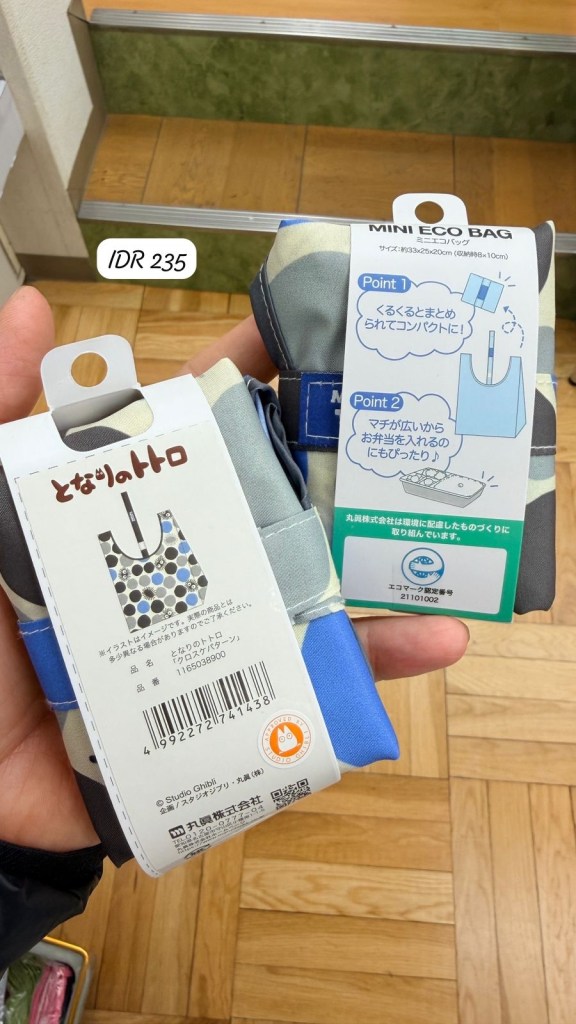 IDR 235
MINI ECO BAG
ミニエコバッグ
サイズ:約33×25×20cm (収納時8×10cm)
Point 1
くるくるとまとめ
られてコンパクトに!
Point 2
マチが広いから
お弁当を入れるの
にもぴったり♪
丸眞株式会社は環境に配慮したものづくりに
取り組んでいます。
エコマーク認定番号
21101002
となりのトトロ
※イラストはイメージです。実際の商品とは
多少異なる場合がありますのでご了承ください。
品 名 となりのトトロ
「クロスケパターン」
品 番 1165038900
4 992272 741438
© Studio Ghibli
企画/スタジオジブリ・丸眞(株)
m 丸眞株式会社